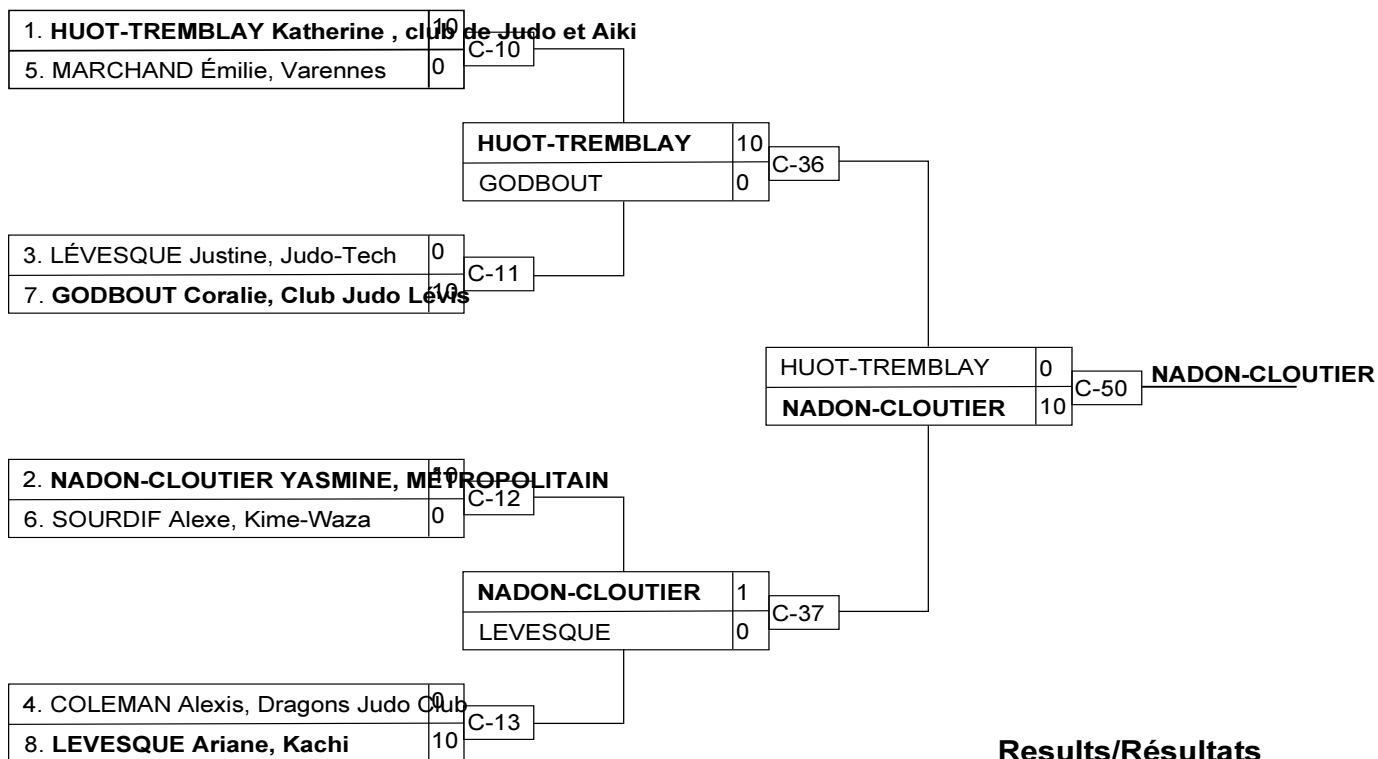 1. HUOT-TREMBLAY Katherine , club de Judo et Aiki 10
C-10
5. MARCHAND Émilie, Varennes 0
HUOT-TREMBLAY 10
C-36
GODBOUT 0
3. LÉVESQUE Justine, Judo-Tech 0
C-11
7. GODBOUT Coralie, Club Judo Lévis 10
HUOT-TREMBLAY 0
C-50 NADON-CLOUTIER
NADON-CLOUTIER 10
2. NADON-CLOUTIER YASMINE, METROPOLITAIN 10
C-12
6. SOURDIF Alexe, Kime-Waza 0
NADON-CLOUTIER 1
C-37
LEVESQUE 0
4. COLEMAN Alexis, Dragons Judo Club 0
C-13
8. LEVESQUE Ariane, Kachi 10
Results/Résultats